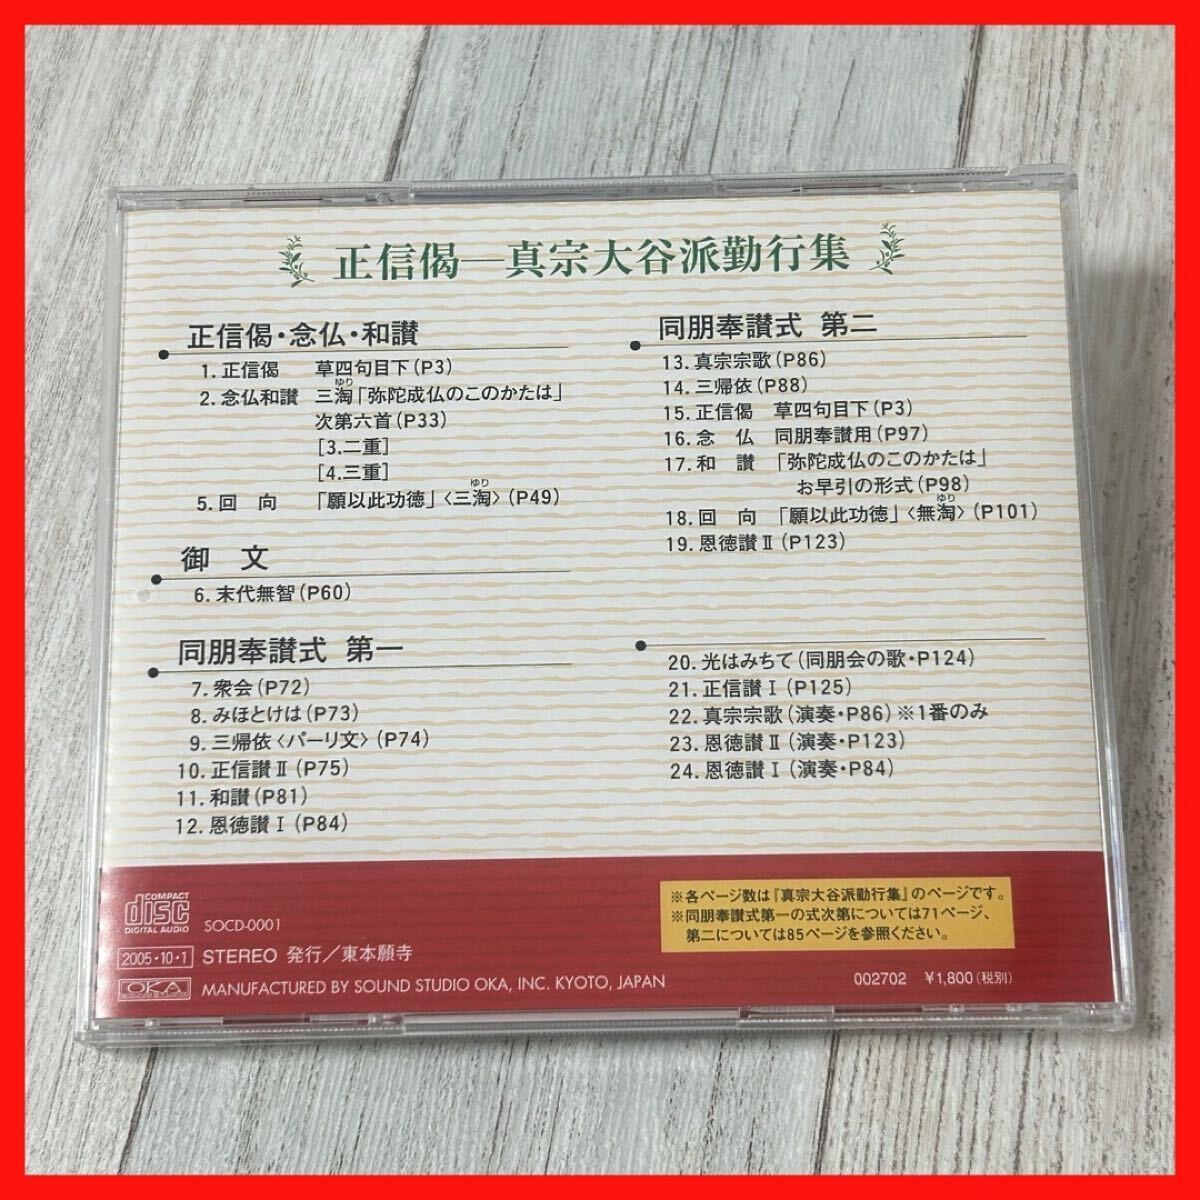 正信偈―真宗大谷派勤行集
正信偈・念仏・和讃
1. 正信偈 草四句目下(P3)
ゆり
2. 念仏和讃 三淘「弥陀成仏のこのかたは」
次第六首(P33)
[3.二重]
[4.三重]
ゆり
5. 回 向 「願以此功徳」〈三淘〉(P49)
御 文
6. 末代無智(P60)
同朋奉讃式 第一
7. 衆会(P72)
8. みほとけは(P73)
9. 三帰依〈パーリ文〉(P74)
10. 正信讃Ⅱ(P75)
11. 和讃(P81)
12. 恩徳讃Ⅰ(P84)
同朋奉讃式 第二
13. 真宗宗歌(P86)
14. 三帰依(P88)
15. 正信偈 草四句目下(P3)
16. 念 仏 同朋奉讃用(P97)
17. 和 讃 「弥陀成仏のこのかたは」
お早引の形式(P98)
ゆり
18. 回 向 「願以此功徳」〈無淘〉(P101)
19. 恩徳讃Ⅱ(P123)
20. 光はみちて(同朋会の歌・P124)
21. 正信讃Ⅰ(P125)
22. 真宗宗歌(演奏・P86)※1番のみ
23. 恩徳讃Ⅱ(演奏・P123)
24. 恩徳讃Ⅰ(演奏・P84)
COMPACT
disc
DIGITAL AUDIO
SOCD-0001
2005・10・1 STEREO 発行／東本願寺
OKA MANUFACTURED BY SOUND STUDIO OKA, INC. KYOTO, JAPAN
※各ページ数は『真宗大谷派勤行集』のページです。
※同朋奉讃式第一の式次第については71ページ、
第二については85ページを参照ください。
002702 ￥1,800(税別)